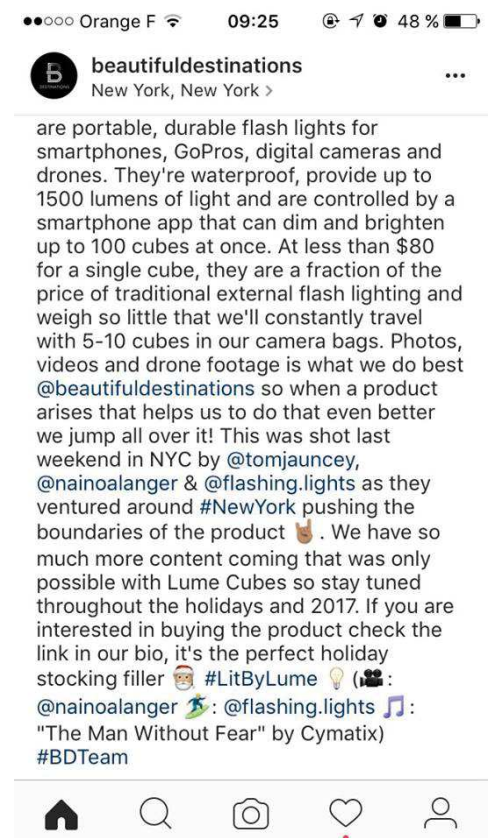 ●●○○○ Orange F 09:25 48 %
B
DESTINATIONS
beautifuldestinations
New York, New York >
are portable, durable flash lights for
smartphones, GoPros, digital cameras and
drones. They're waterproof, provide up to
1500 lumens of light and are controlled by a
smartphone app that can dim and brighten
up to 100 cubes at once. At less than $80
for a single cube, they are a fraction of the
price of traditional external flash lighting and
weigh so little that we'll constantly travel
with 5-10 cubes in our camera bags. Photos,
videos and drone footage is what we do best
@beautifuldestinations so when a product
arises that helps us to do that even better
we jump all over it! This was shot last
weekend in NYC by @tomjauncey,
@nainoalanger & @flashing.lights as they
ventured around #NewYork pushing the
boundaries of the product 🤘🏽 . We have so
much more content coming that was only
possible with Lume Cubes so stay tuned
throughout the holidays and 2017. If you are
interested in buying the product check the
link in our bio, it's the perfect holiday
stocking filler 🎅🏼 #LitByLume 💡 (🎥:
@nainoalanger 🏄: @flashing.lights 🎵:
"The Man Without Fear" by Cymatix)
#BDTeam